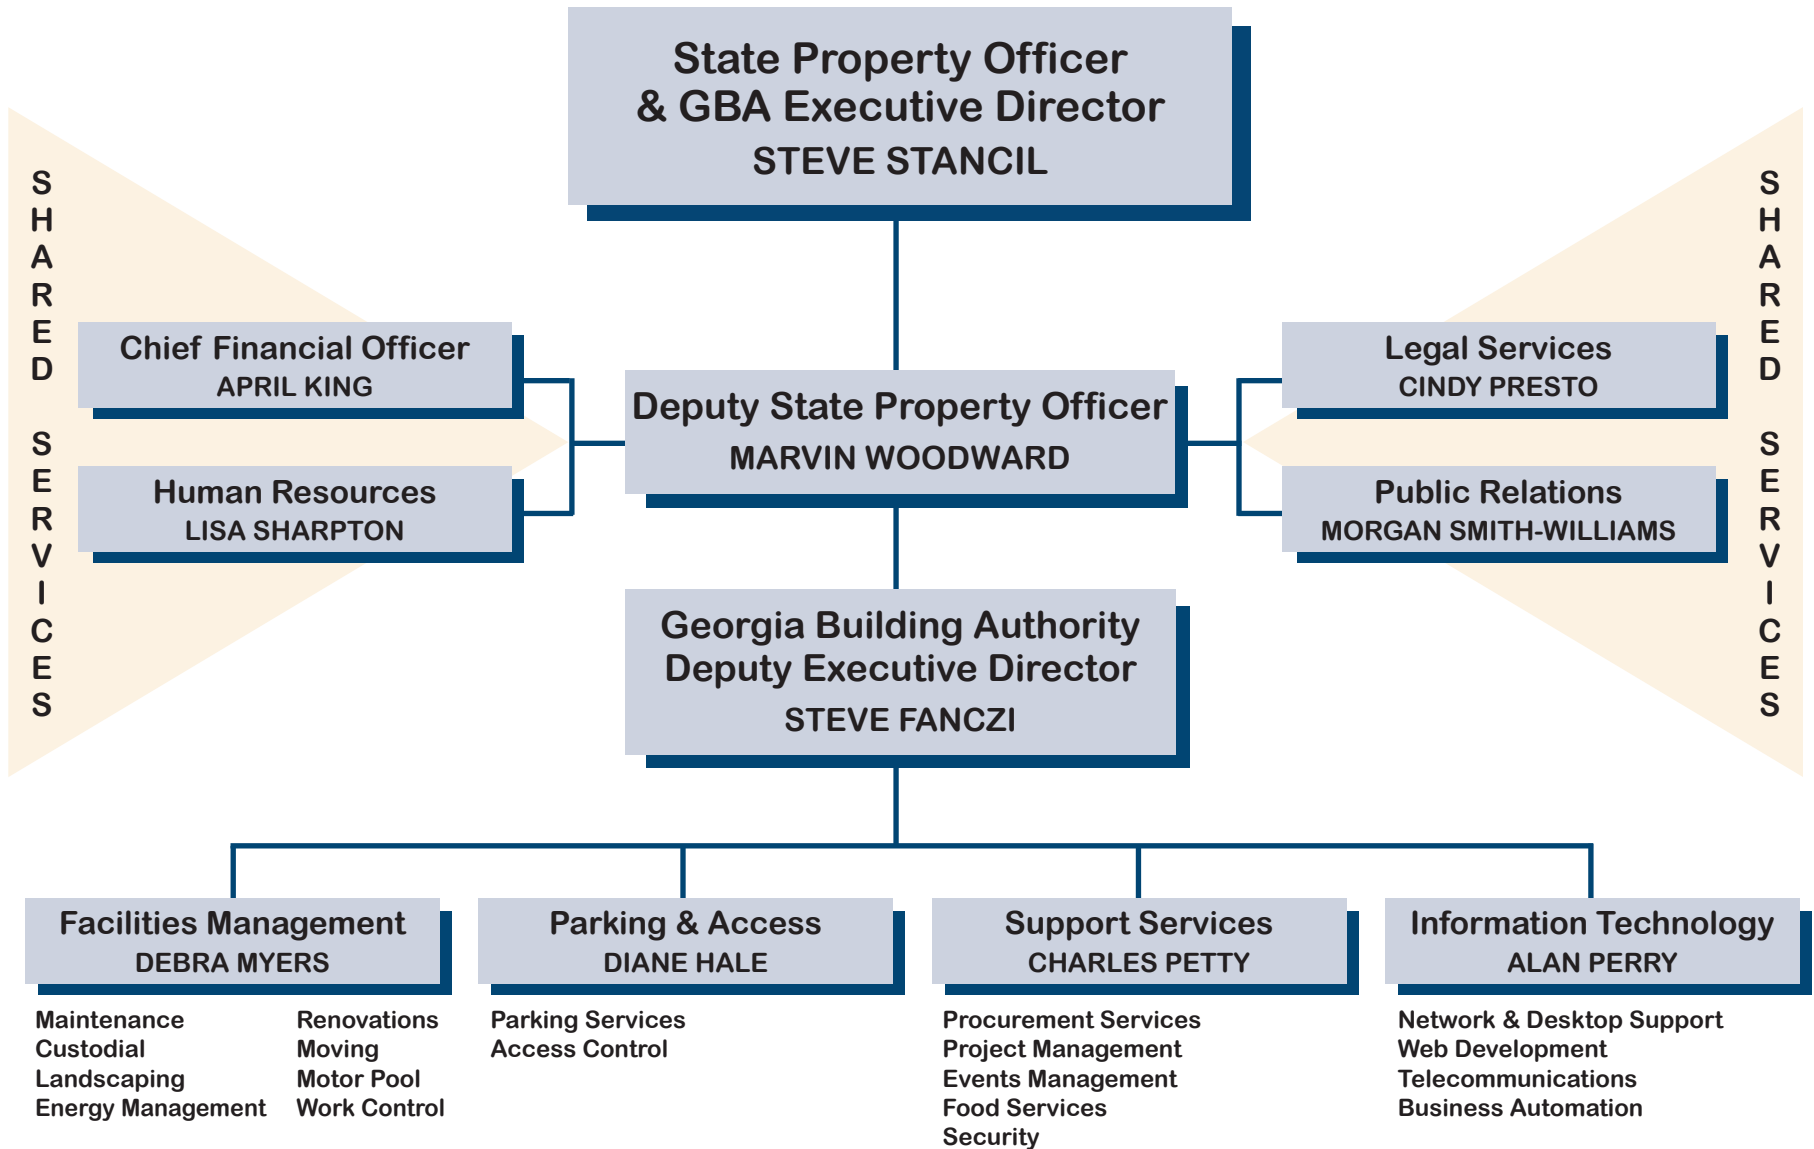 State Property Officer
& GBA Executive Director
STEVE STANCIL
SHARED SERVICES
Chief Financial Officer
APRIL KING
Human Resources
LISA SHARPTON
Deputy State Property Officer
MARVIN WOODWARD
Legal Services
CINDY PRESTO
Public Relations
MORGAN SMITH-WILLIAMS
SHARED SERVICES
Georgia Building Authority
Deputy Executive Director
STEVE FANCZI
Facilities Management
DEBRA MYERS
Maintenance
Custodial
Landscaping
Energy Management
Renovations
Moving
Motor Pool
Work Control
Parking & Access
DIANE HALE
Parking Services
Access Control
Support Services
CHARLES PETTY
Procurement Services
Project Management
Events Management
Food Services
Security
Information Technology
ALAN PERRY
Network & Desktop Support
Web Development
Telecommunications
Business Automation